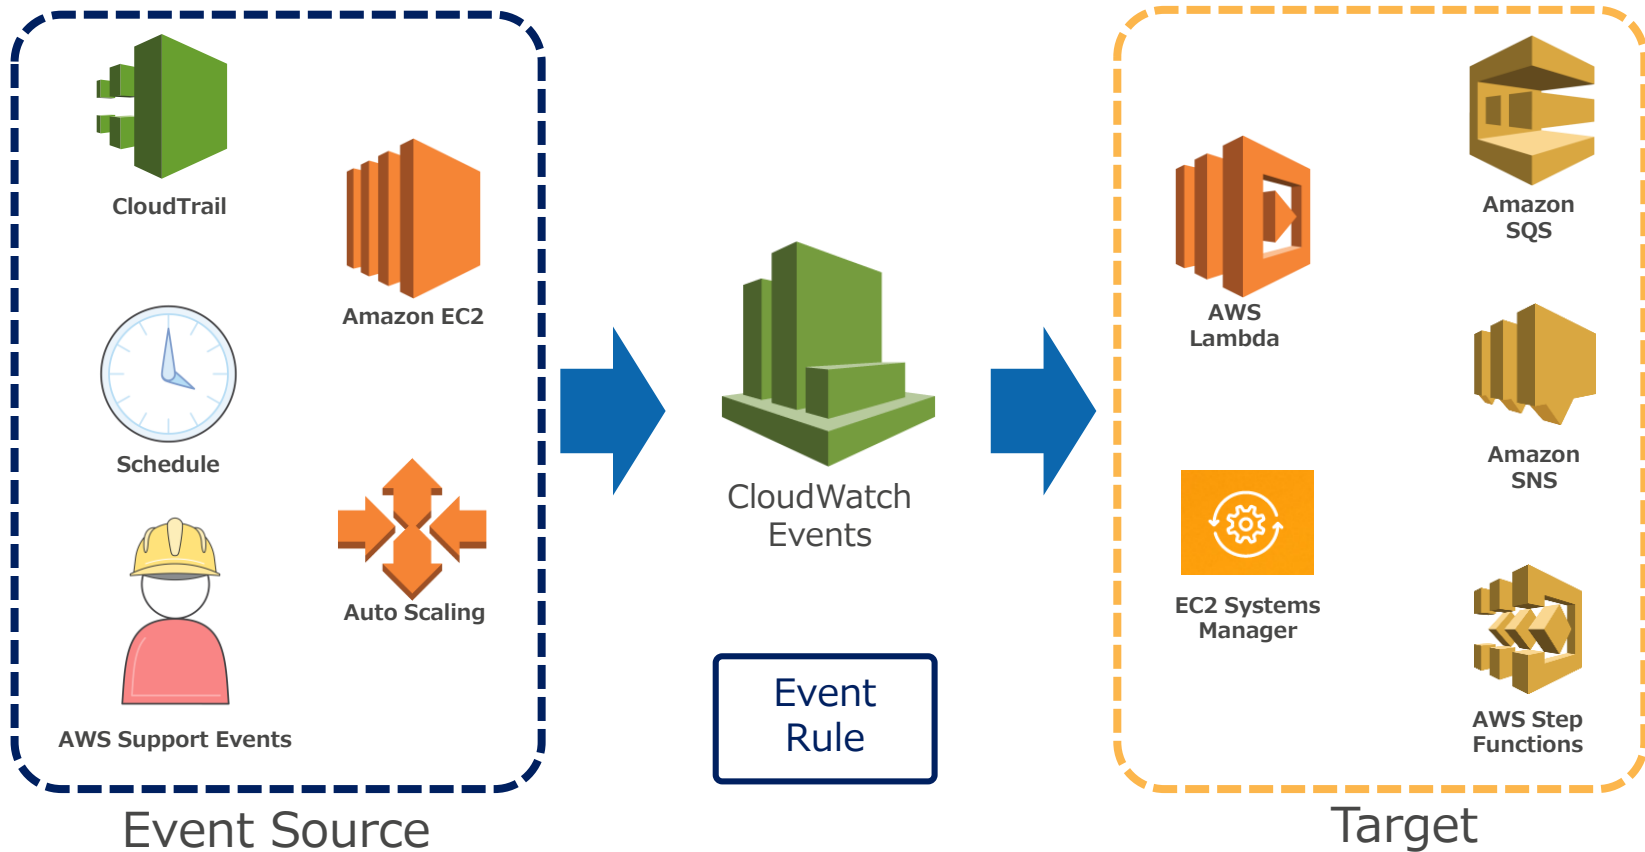 CloudTrail
Amazon EC2
Schedule
Auto Scaling
AWS Support Events
Event Source
CloudWatch
Events
Event
Rule
Amazon
SQS
AWS
Lambda
Amazon
SNS
EC2 Systems
Manager
AWS Step
Functions
Target